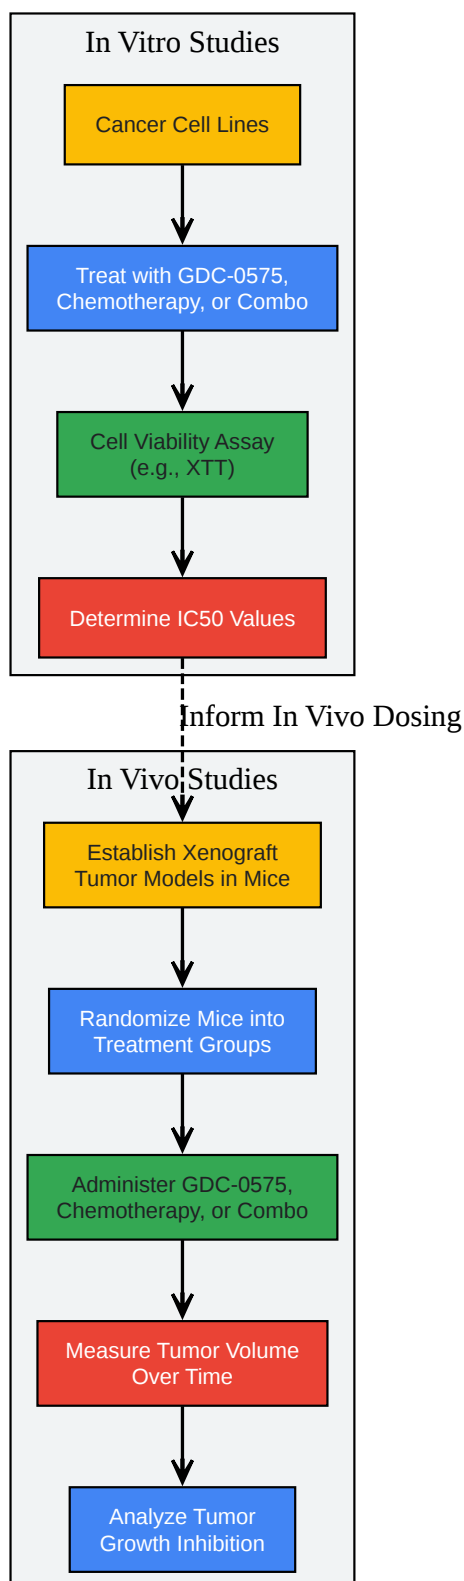 In Vitro Studies
Cancer Cell Lines
Treat with GDC-0575,
Chemotherapy, or Combo
Cell Viability Assay
(e.g., XTT)
Determine IC50 Values
Inform In Vivo Dosing
In Vivo Studies
Establish Xenograft
Tumor Models in Mice
Randomize Mice into
Treatment Groups
Administer GDC-0575,
Chemotherapy, or Combo
Measure Tumor Volume
Over Time
Analyze Tumor
Growth Inhibition